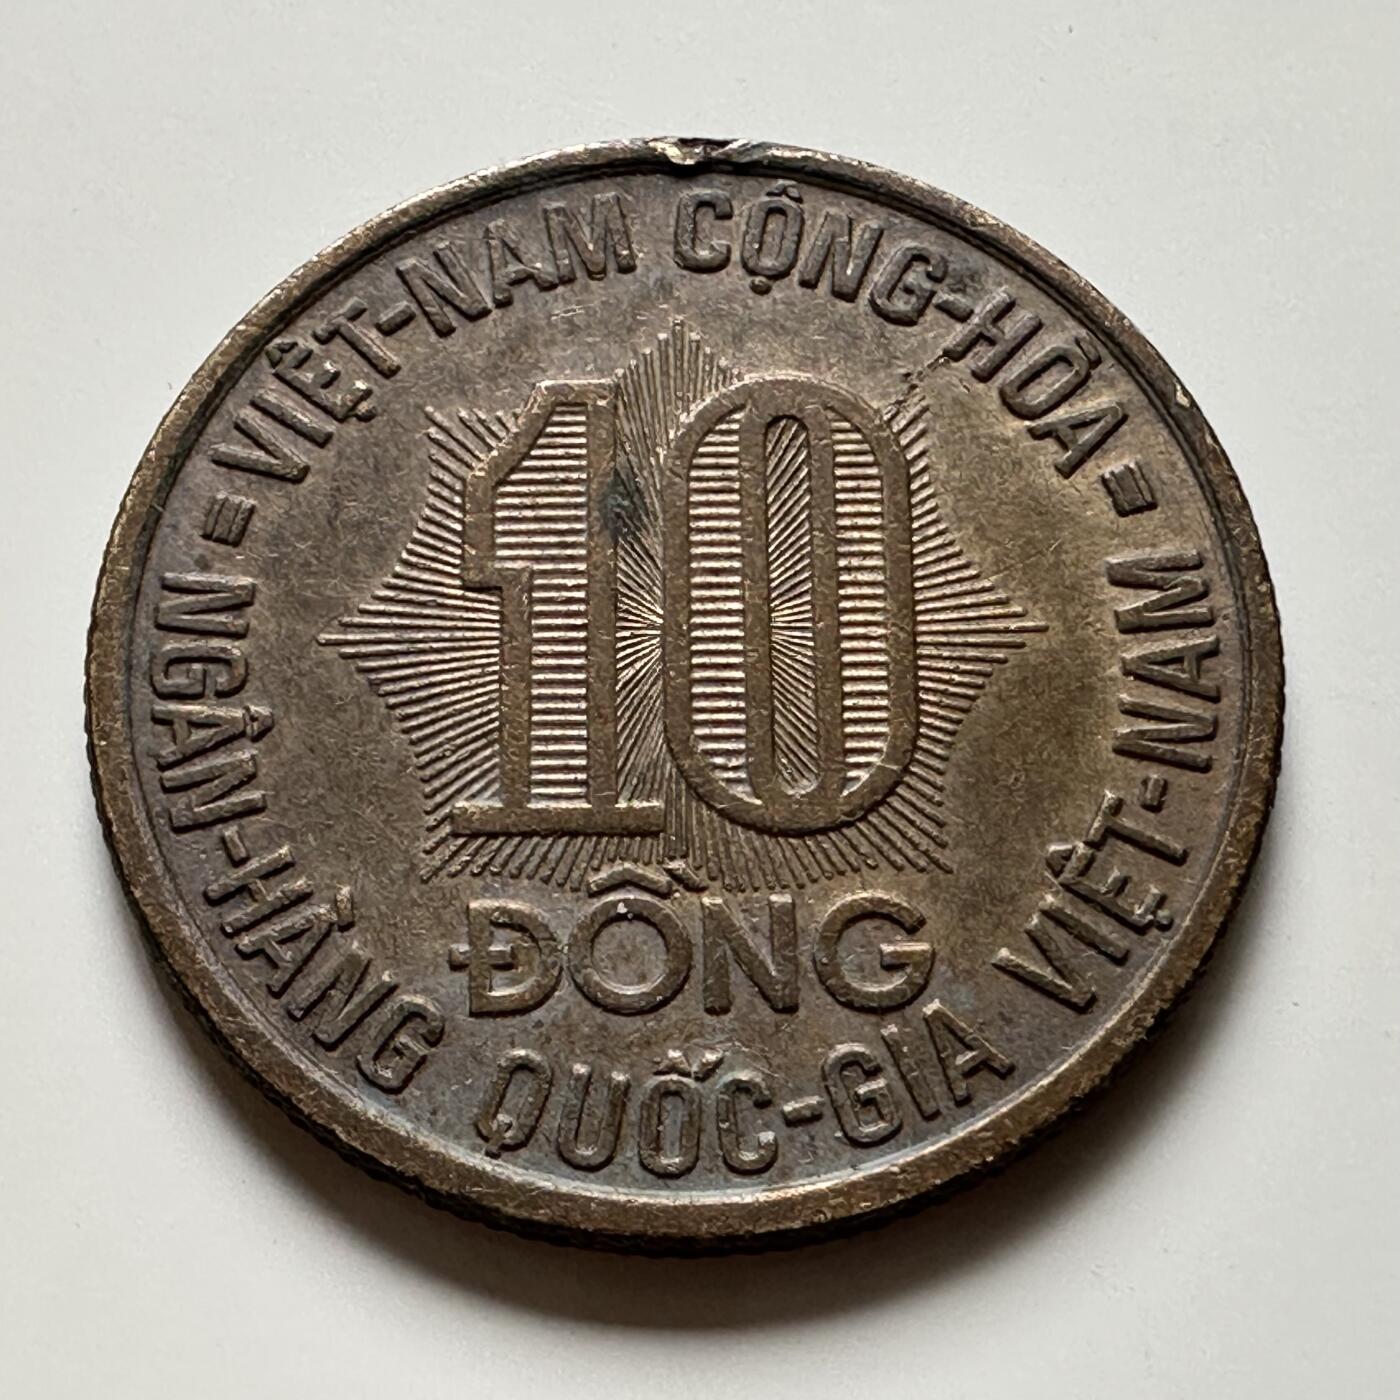 VIỆT-NAM CỘNG-HÒA
10
ĐỒNG
NGÂN-HÀNG QUỐC-GIA VIỆT-NAM